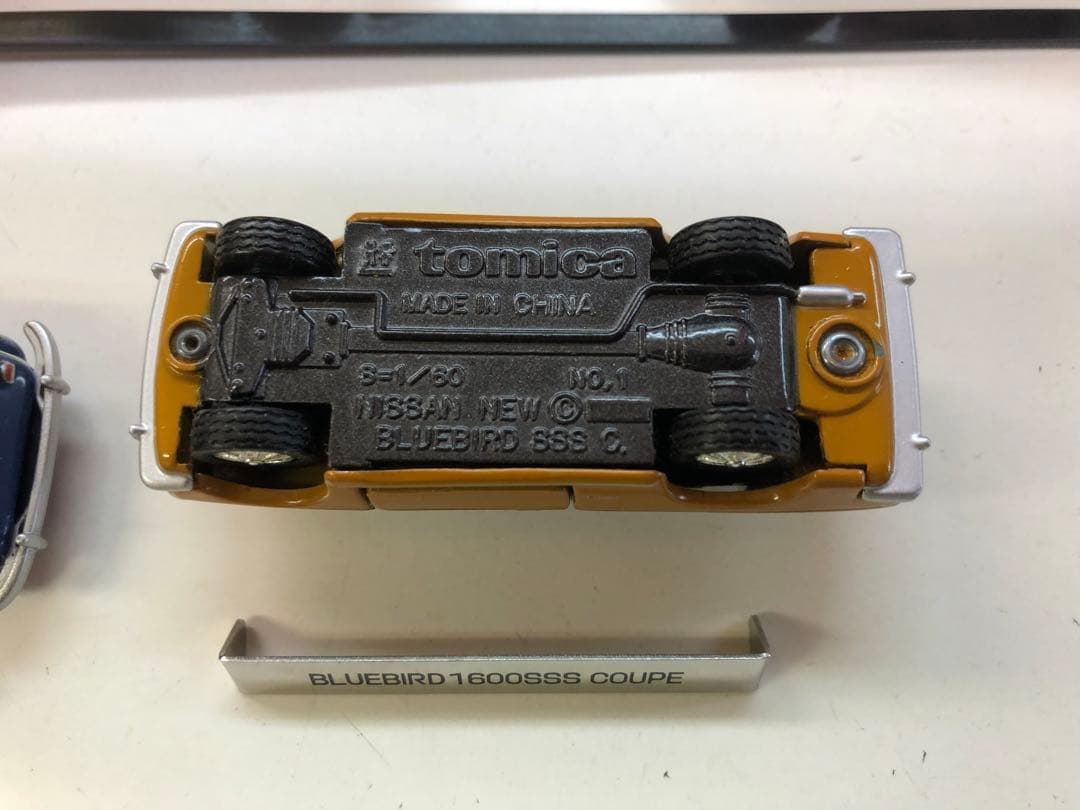 tomica
MADE IN CHINA
S=1/60 NO.1
NISSAN NEW ©
BLUEBIRD SSS C.
BLUEBIRD 1600SSS COUPE